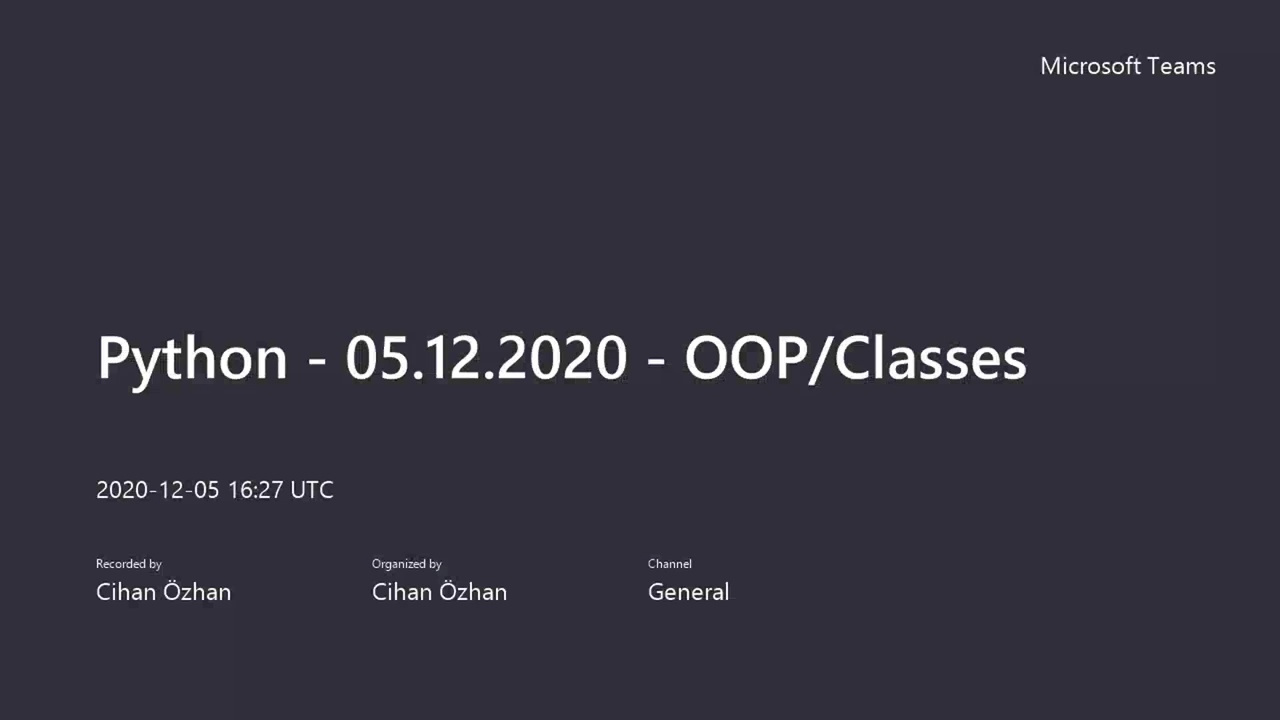 Microsoft Teams
Python - 05.12.2020 - OOP/Classes
2020-12-05 16:27 UTC
Recorded by
Cihan Özhan
Organized by
Cihan Özhan
Channel
General